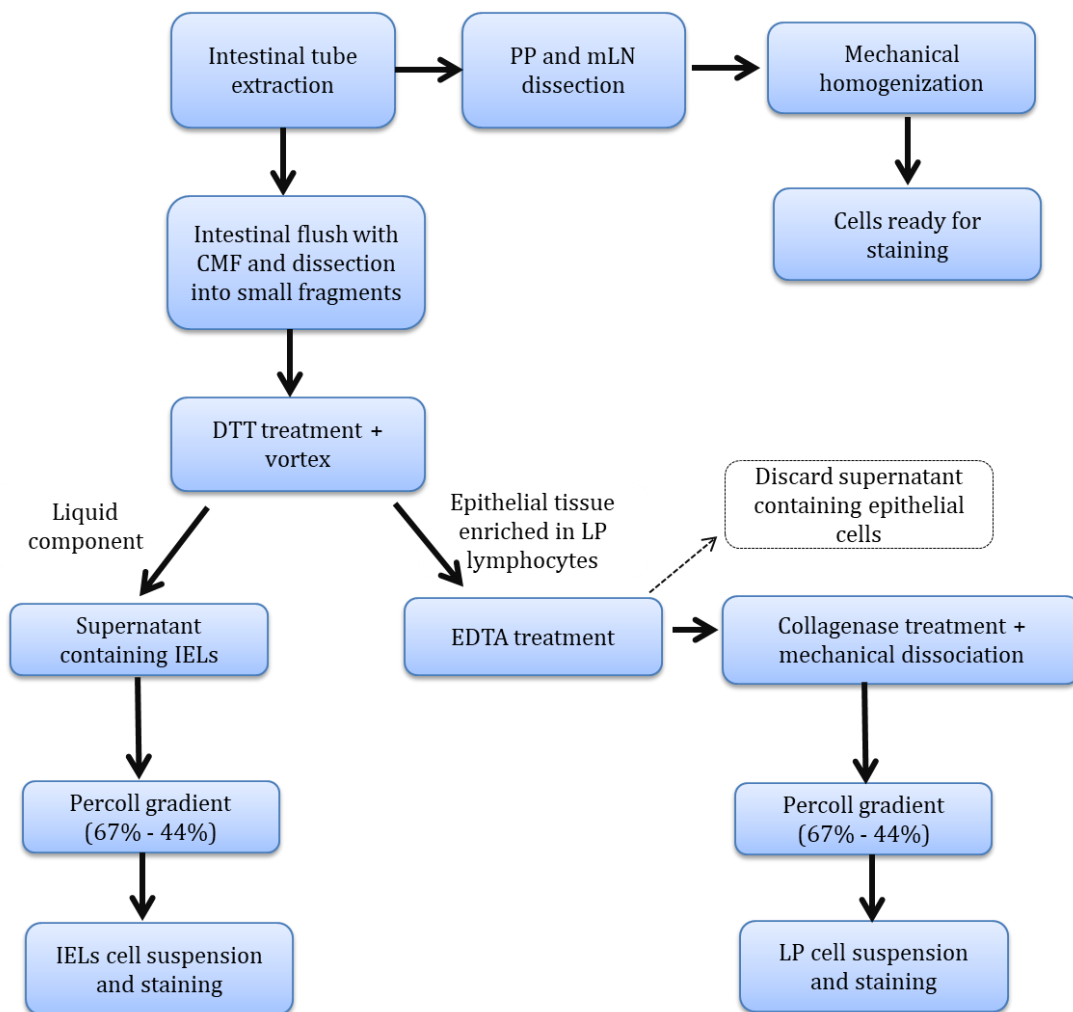 Intestinal tube
extraction
PP and mLN
dissection
Mechanical
homogenization
Cells ready for
staining
Intestinal flush with
CMF and dissection
into small fragments
DTT treatment +
vortex
Liquid
component
Epithelial tissue
enriched in LP
lymphocytes
Discard supernatant
containing epithelial
cells
Supernatant
containing IELs
EDTA treatment
Collagenase treatment +
mechanical dissociation
Percoll gradient
(67% - 44%)
Percoll gradient
(67% - 44%)
IELs cell suspension
and staining
LP cell suspension
and staining